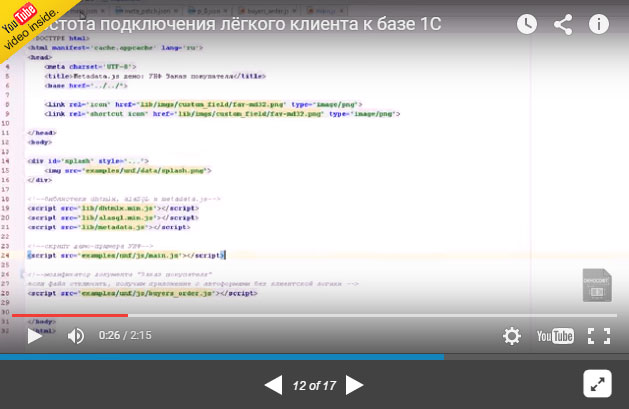 YouTube
video inside.
стота подключения лёгкого клиента к базе 1С
<!DOCTYPE html>
<html manifest="cache.appcache" lang="ru">
<head>
4 <meta charset="UTF-8">
5 <title>Metadata.js демо: УНФ Заказ покупателя</title>
6 <base href="../../">
7
8 <link rel="icon" href="lib/imgs/custom_field/fav-md32.png" type="image/png">
9 <link rel="shortcut icon" href="lib/imgs/custom_field/fav-md32.png" type="image/png">
10
11 </head>
12 <body>
13
14 <div id="splash" style="...">
15 <img src="examples/unf/data/splash.png">
16 </div>
17
18 <!--библиотеки dhtmlx, alaSQL и metadata.js-->
19 <script src="lib/dhtmlx.min.js"></script>
20 <script src="lib/alasql.min.js"></script>
21 <script src="lib/metadata.js"></script>
22
23 <!--скрипт демо-примера УНФ-->
24 <script src="examples/unf/js/main.js"></script>
25
26 <!--модификатор документа "Заказ покупателя"
27 если файл отключить, получим приложение с автоформами без клиентской логики -->
28 <script src="examples/unf/js/buyers_order.js"></script>
29
30
31 </body>
32 </html>
0:26 / 2:15
YouTube
12 of 17